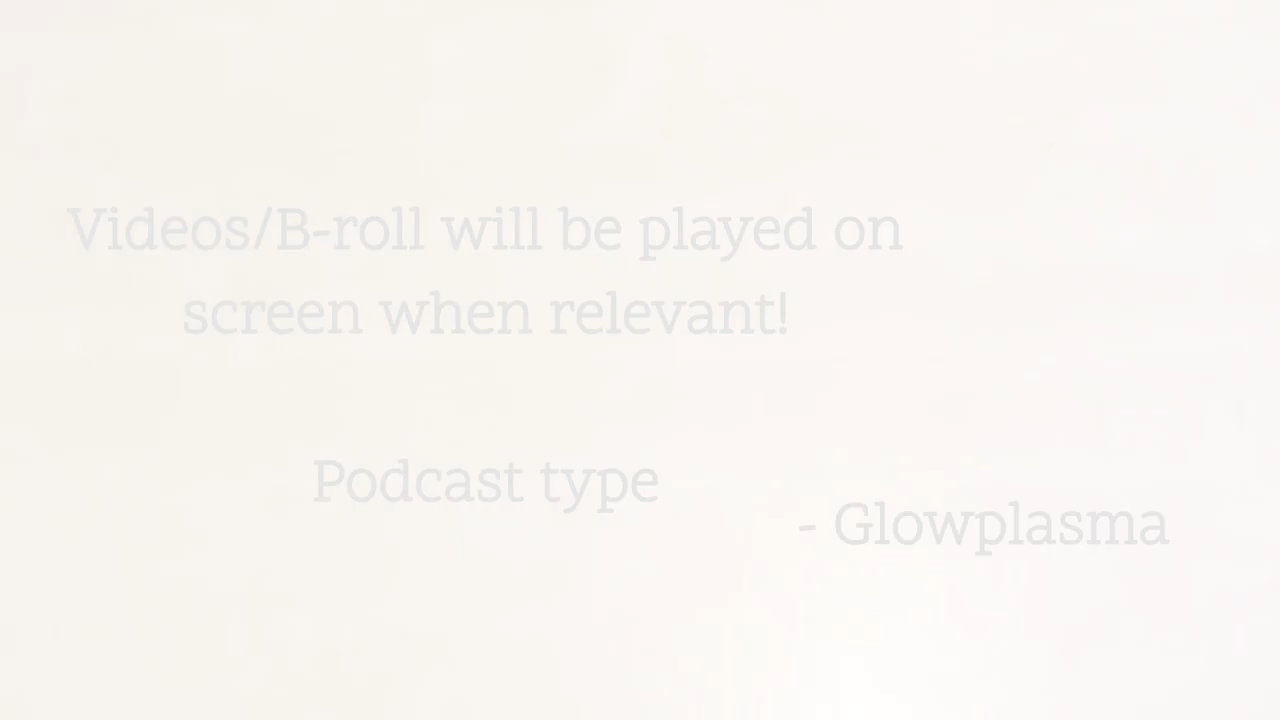 Videos/B-roll will be played on
screen when relevant!
Podcast type
- Glowplasma